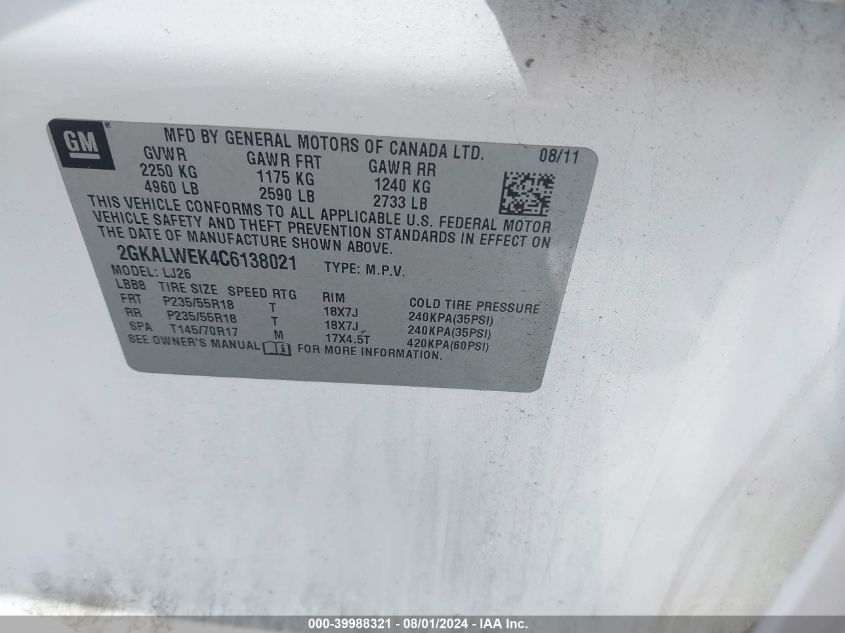 GM
MFD BY GENERAL MOTORS OF CANADA LTD. 08/11
GVWR GAWR FRT GAWR RR
2250 KG 1175 KG 1240 KG
4960 LB 2590 LB 2733 LB
THIS VEHICLE CONFORMS TO ALL APPLICABLE U.S. FEDERAL MOTOR
VEHICLE SAFETY AND THEFT PREVENTION STANDARDS IN EFFECT ON
THE DATE OF MANUFACTURE SHOWN ABOVE.
2GKALWEK4C6138021 TYPE: M.P.V.
MODEL: LJ26
LBB8 TIRE SIZE SPEED RTG RIM COLD TIRE PRESSURE
FRT P235/55R18 T 18X7J 240KPA(35PSI)
RR P235/55R18 T 18X7J 240KPA(35PSI)
SPA T145/70R17 M 17X4.5T 420KPA(60PSI)
SEE OWNER'S MANUAL i FOR MORE INFORMATION.
000-39988321 - 08/01/2024 - IAA Inc.